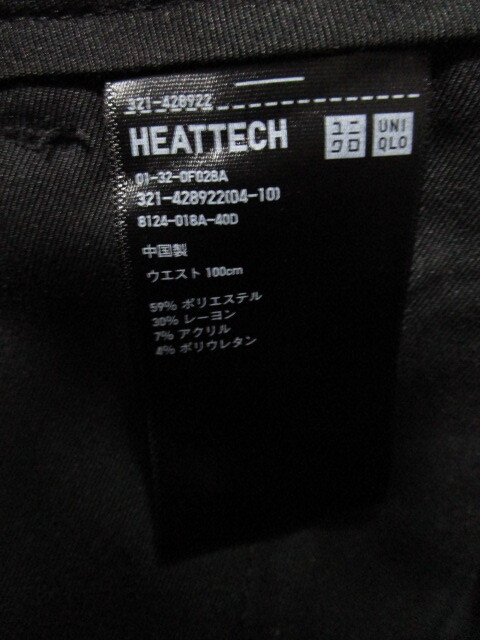 321-428922
HEATTECH
ユニ
クロ
UNI
QLO
01-32-0F028A
321-428922(04-10)
8124-018A-40D
中国製
ウエスト 100cm
59% ポリエステル
30% レーヨン
7% アクリル
4% ポリウレタン